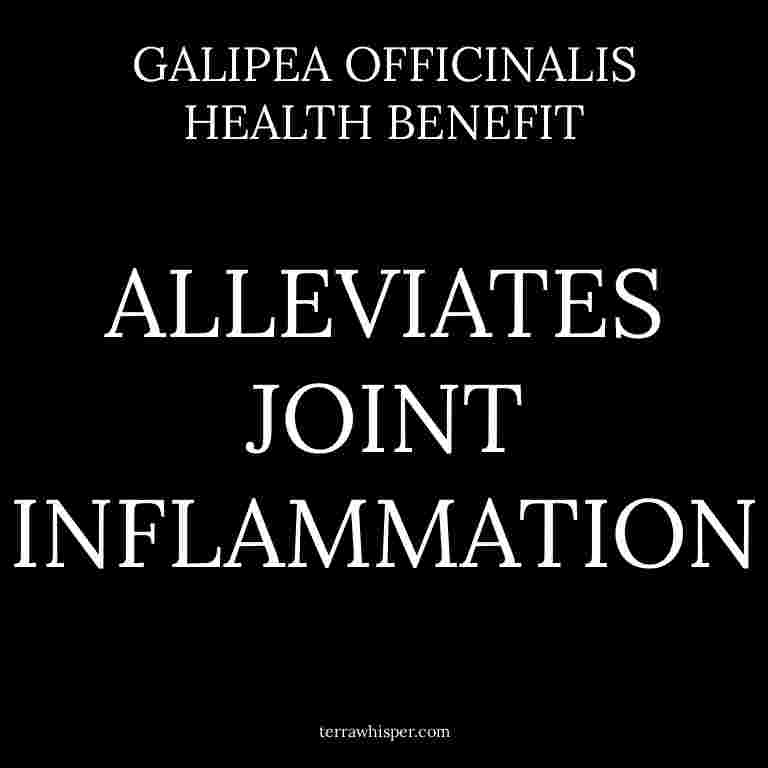 GALIPEA OFFICINALIS
HEALTH BENEFIT
ALLEVIATES
JOINT
INFLAMMATION
terrawhisper.com